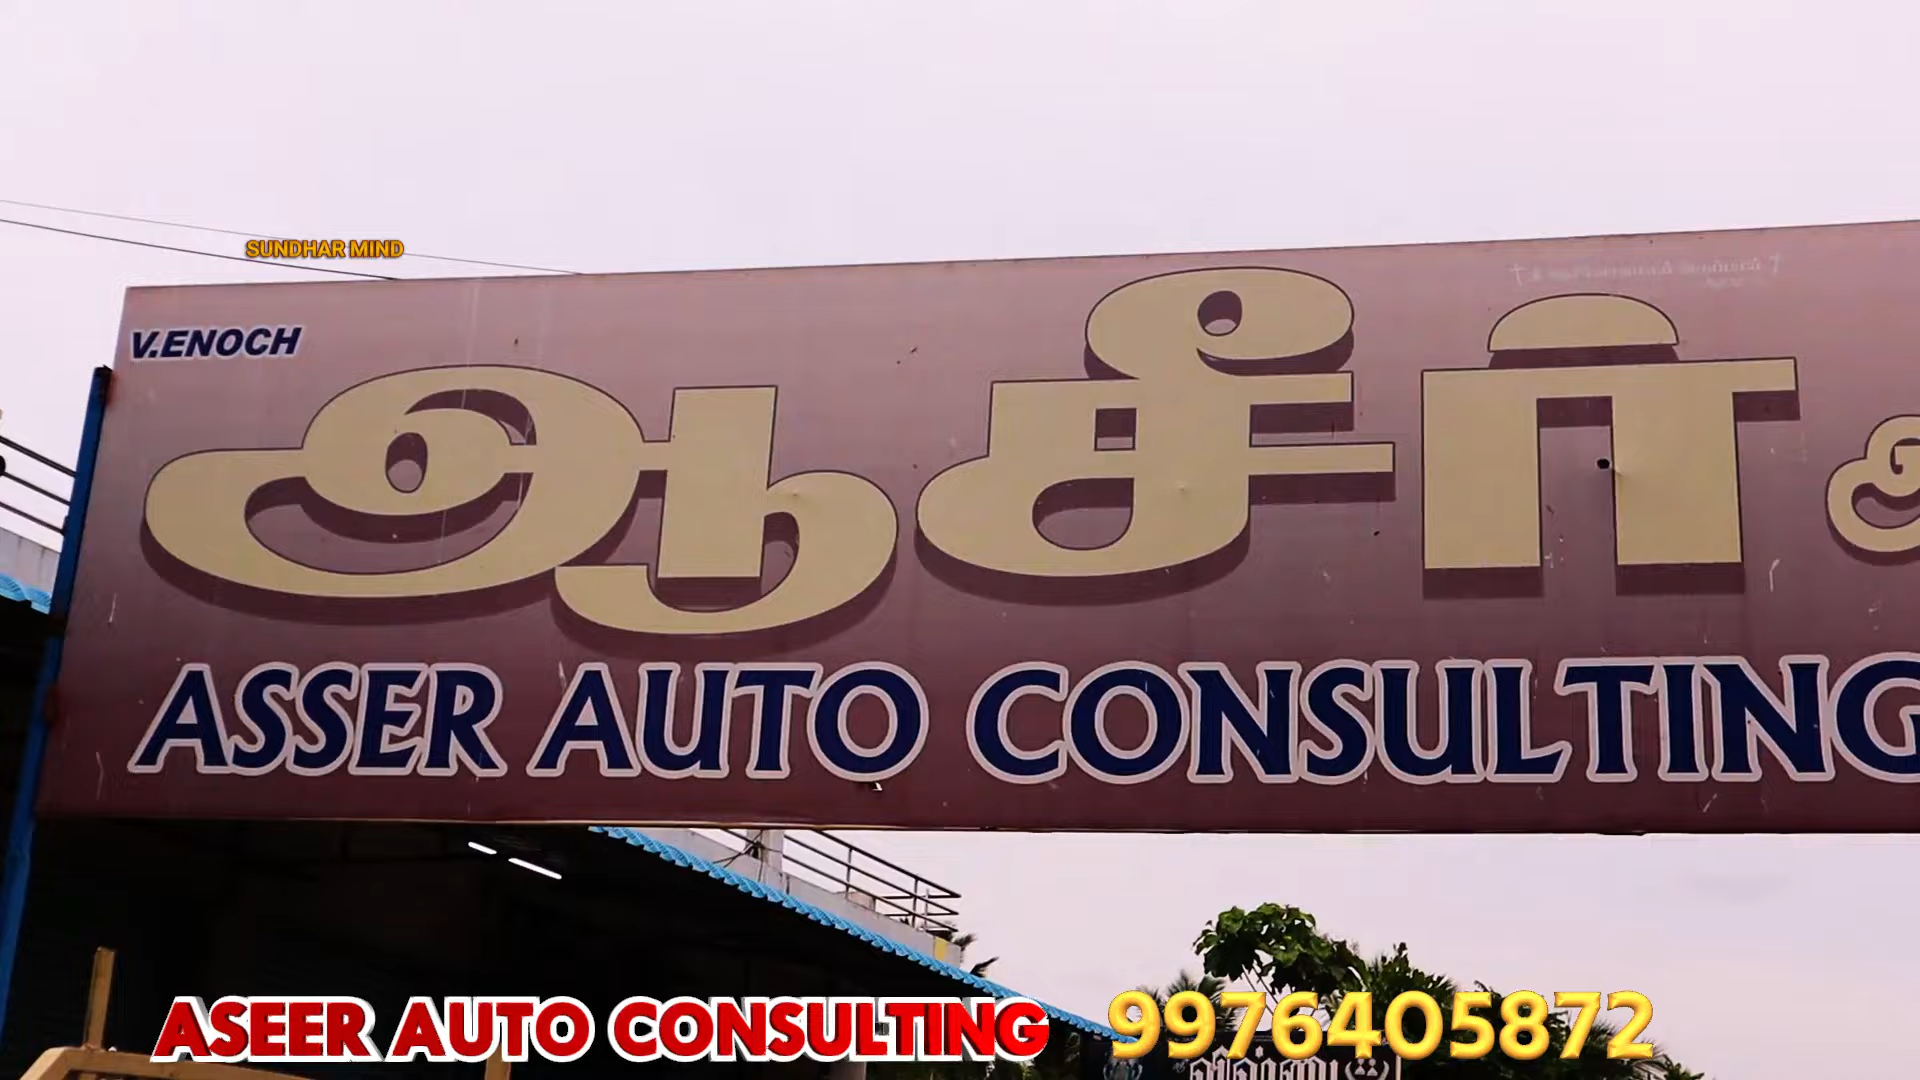 SUNDHAR MIND
V.ENOCH
ஆசீர்
ASSER AUTO CONSULTING
ASEER AUTO CONSULTING 9976405872